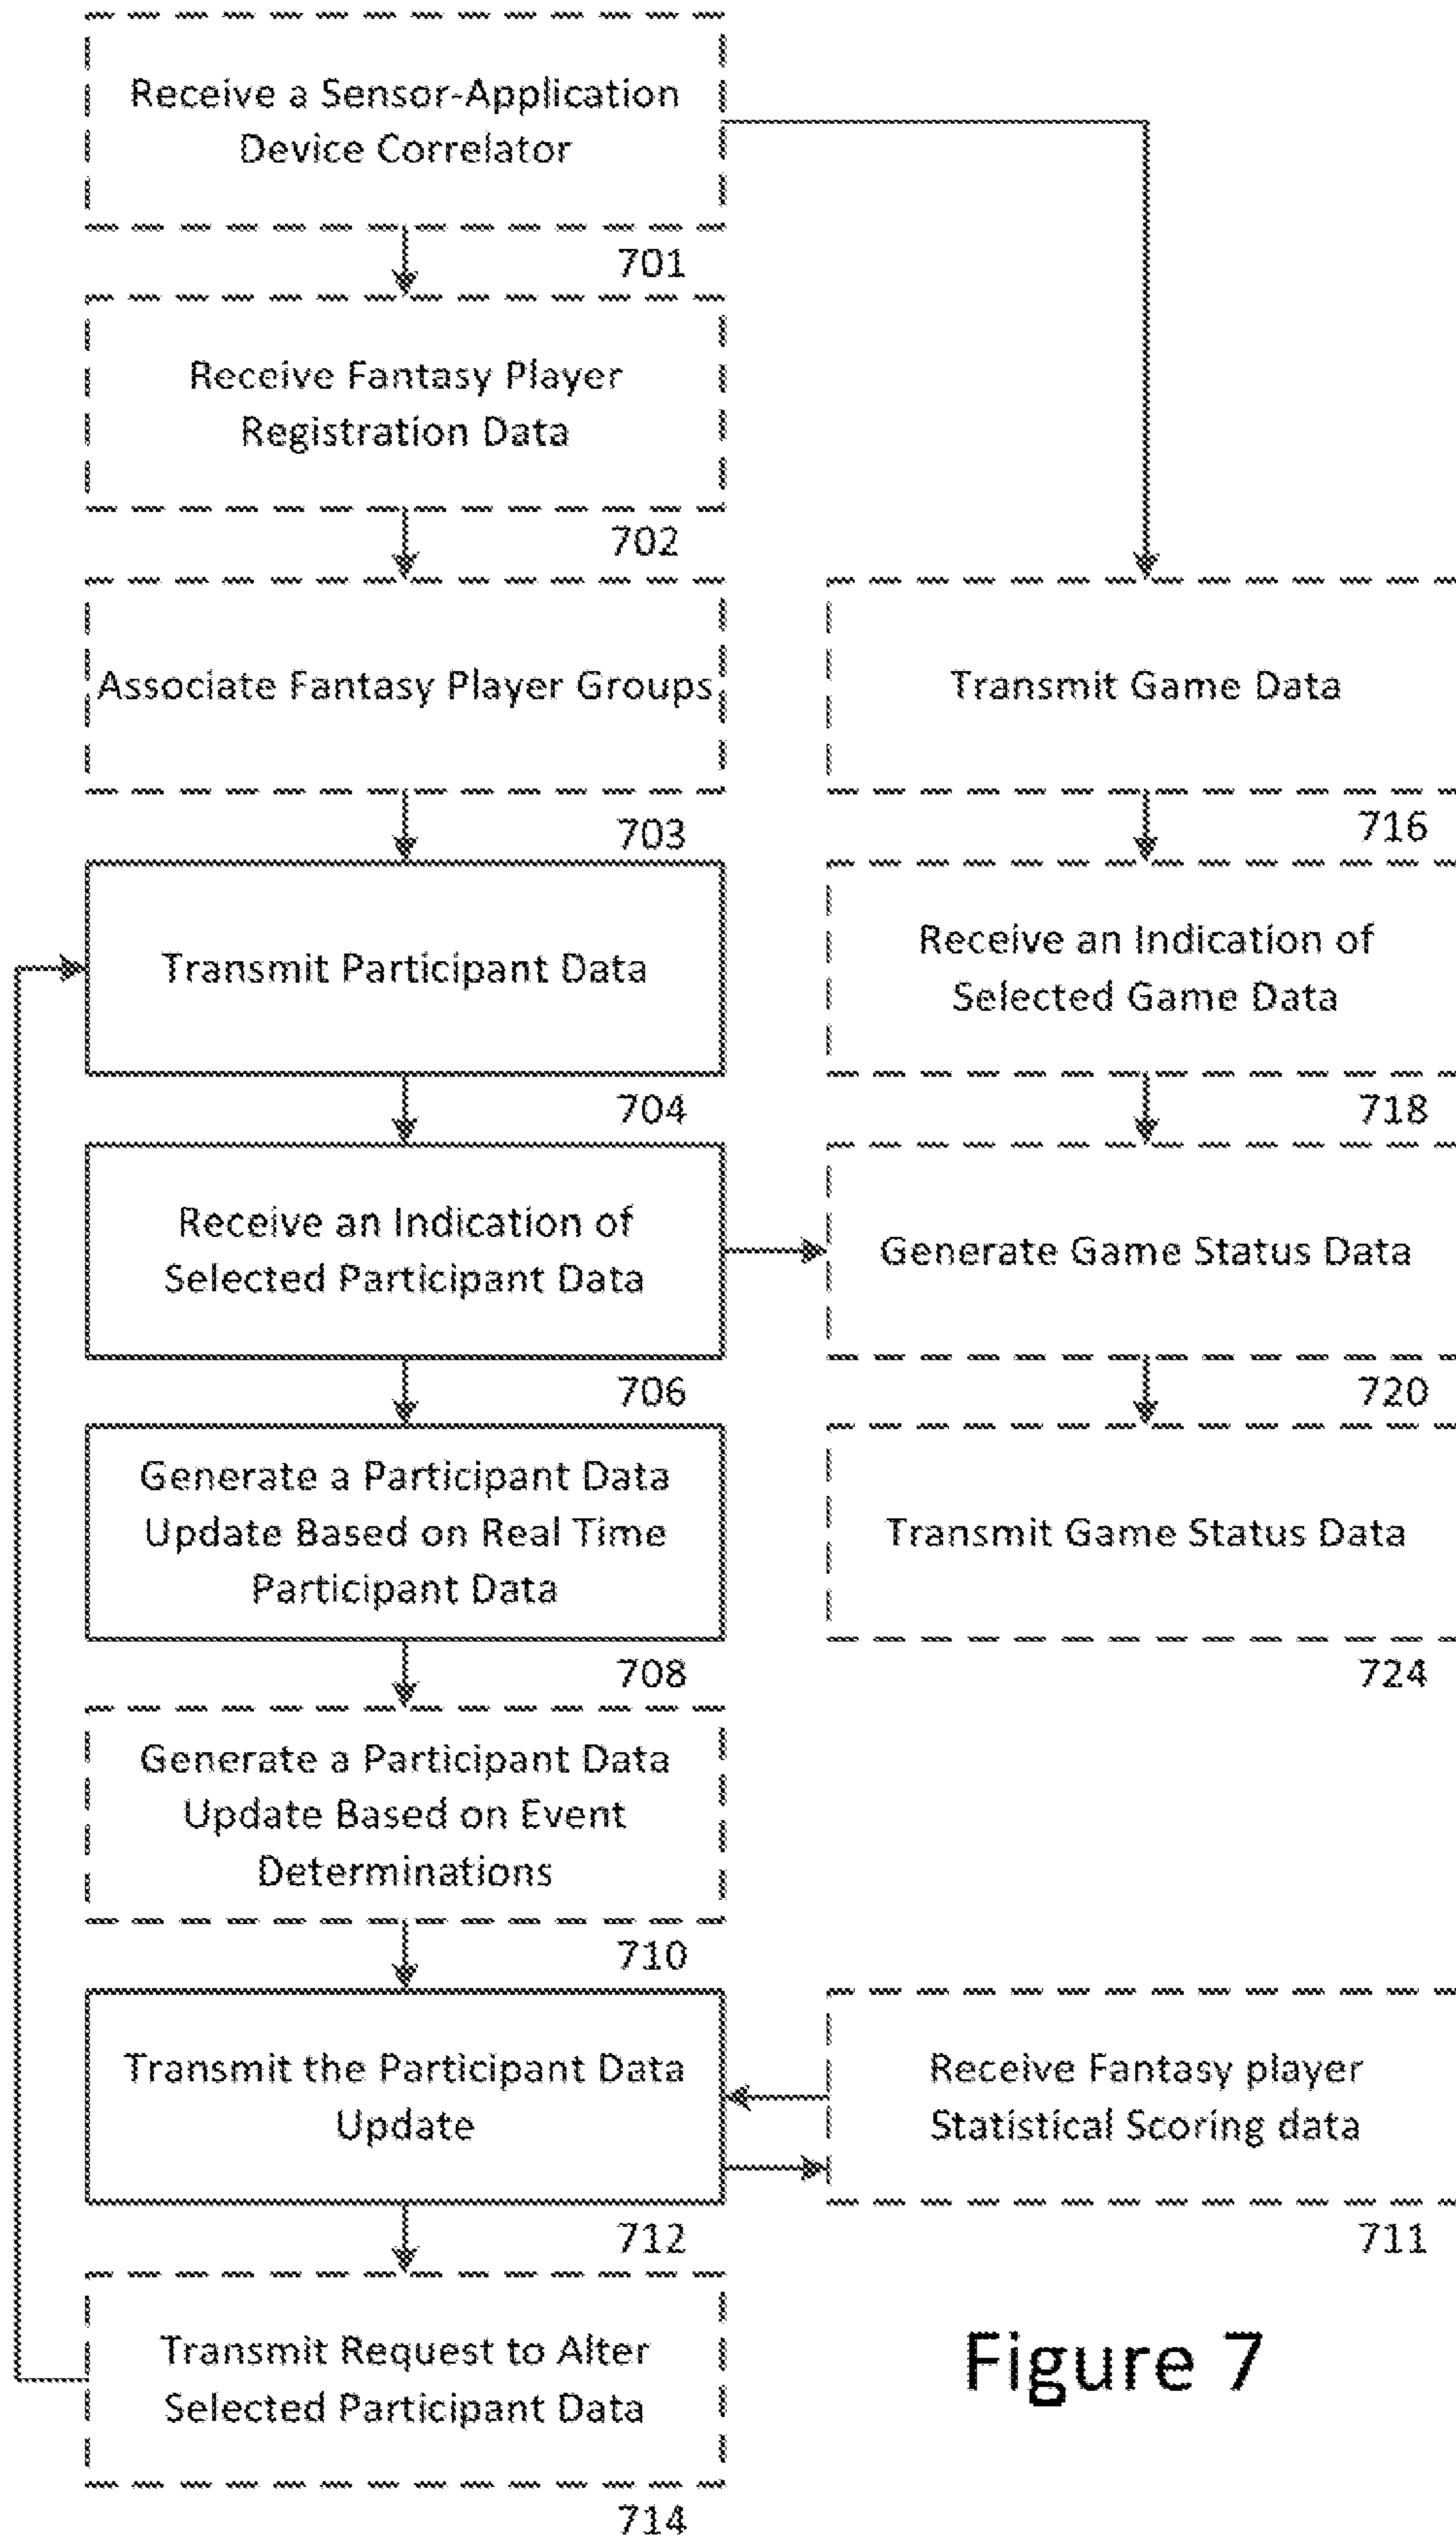 Receive a Sensor-Application
Device Correlator
701
Receive Fantasy Player
Registration Data
702
Associate Fantasy Player Groups
703
Transmit Game Data
716
Transmit Participant Data
704
Receive an Indication of
Selected Game Data
718
Receive an Indication of
Selected Participant Data
706
Generate Game Status Data
720
Generate a Participant Data
Update Based on Real Time
Participant Data
708
Transmit Game Status Data
724
Generate a Participant Data
Update Based on Event
Determinations
710
Transmit the Participant Data
Update
712
Receive Fantasy player
Statistical Scoring data
711
Transmit Request to Alter
Selected Participant Data
714
Figure 7